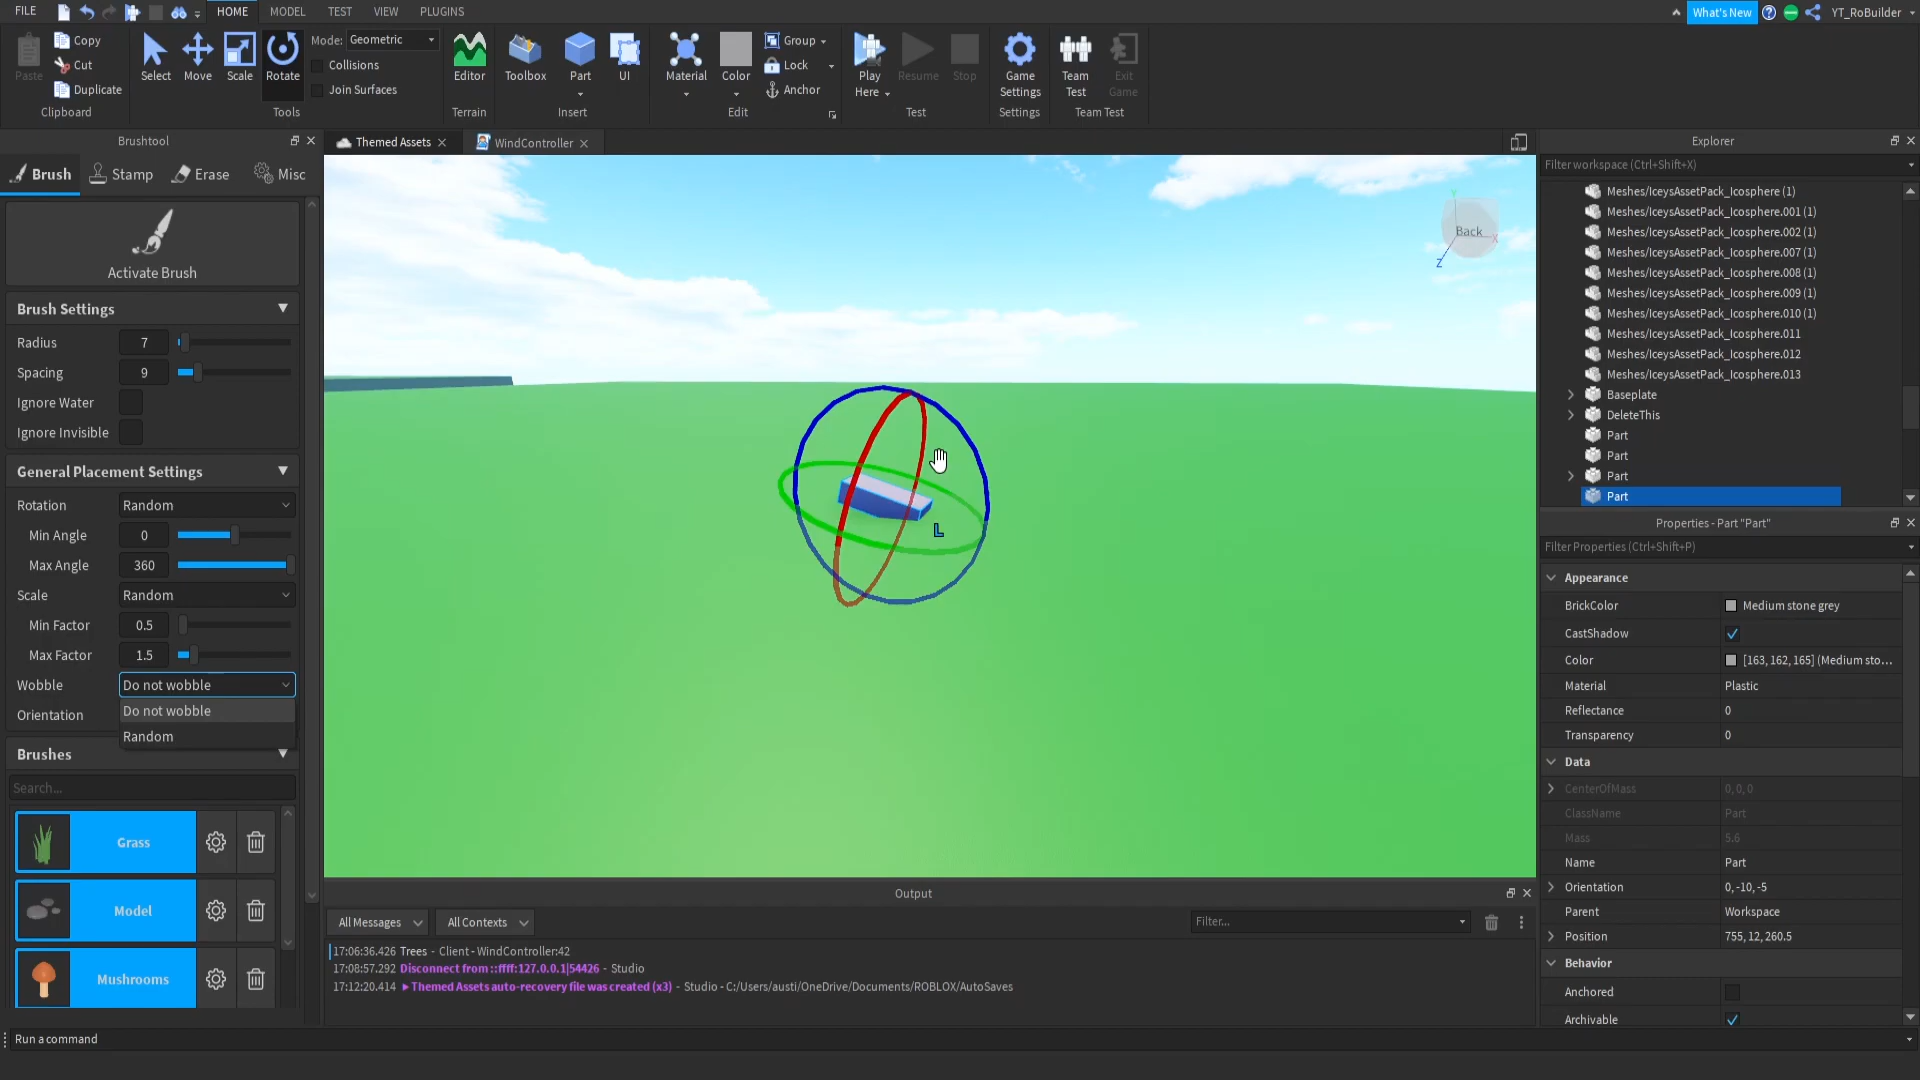 FILE HOME MODEL TEST VIEW PLUGINS What's New YT_RoBuilder
Paste Copy Cut Duplicate Clipboard
Select Move Scale Rotate Mode: Geometric Collisions Join Surfaces Tools
Editor Terrain
Toolbox Part UI Insert
Material Color Group Lock Anchor Edit
Play Here Resume Stop Test
Game Settings Settings
Team Test Exit Game Team Test
Brushtool
Brush Stamp Erase Misc
Activate Brush
Brush Settings
Radius 7
Spacing 9
Ignore Water
Ignore Invisible
General Placement Settings
Rotation Random
Min Angle 0
Max Angle 360
Scale Random
Min Factor 0.5
Max Factor 1.5
Wobble Do not wobble
Do not wobble
Orientation
Random
Brushes
Search...
Grass
Model
Mushrooms
Themed Assets WindController
Y
Back
X
Z
L
Output
All Messages All Contexts Filter...
17:06:36.426 Trees - Client - WindController:42
17:08:57.292 Disconnect from ::ffff:127.0.0.1|54426 - Studio
17:12:20.414 Themed Assets auto-recovery file was created (x3) - Studio - C:/Users/austi/OneDrive/Documents/ROBLOX/AutoSaves
Explorer
Filter workspace (Ctrl+Shift+X)
Meshes/IceysAssetPack_Icosphere (1)
Meshes/IceysAssetPack_Icosphere.001 (1)
Meshes/IceysAssetPack_Icosphere.002 (1)
Meshes/IceysAssetPack_Icosphere.007 (1)
Meshes/IceysAssetPack_Icosphere.008 (1)
Meshes/IceysAssetPack_Icosphere.009 (1)
Meshes/IceysAssetPack_Icosphere.010 (1)
Meshes/IceysAssetPack_Icosphere.011
Meshes/IceysAssetPack_Icosphere.012
Meshes/IceysAssetPack_Icosphere.013
Baseplate
DeleteThis
Part
Part
Part
Part
Properties - Part "Part"
Filter Properties (Ctrl+Shift+P)
Appearance
BrickColor Medium stone grey
CastShadow
Color [163, 162, 165] (Medium sto...
Material Plastic
Reflectance 0
Transparency 0
Data
CenterOfMass 0, 0, 0
ClassName Part
Mass 5.6
Name Part
Orientation 0, -10, -5
Parent Workspace
Position 755, 12, 260.5
Behavior
Anchored
Archivable
Run a command